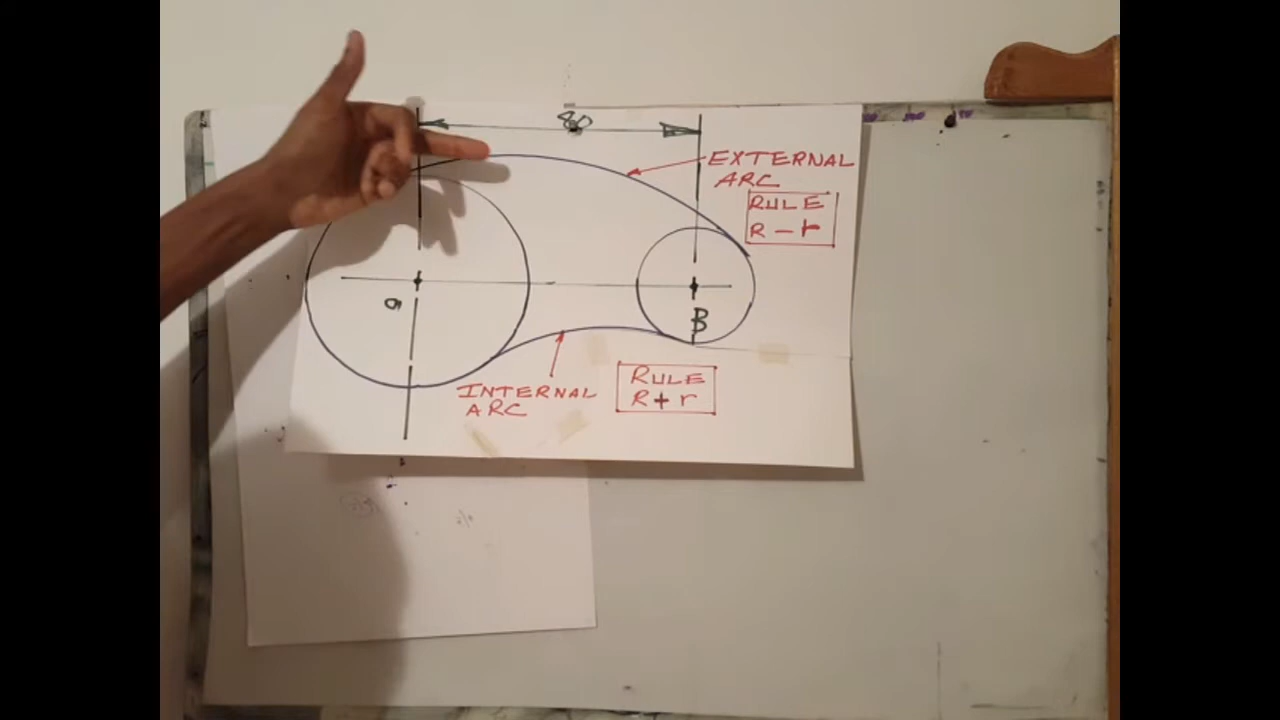 80
EXTERNAL
ARC
RULE
R-r
a
B
INTERNAL
ARC
RULE
R+r